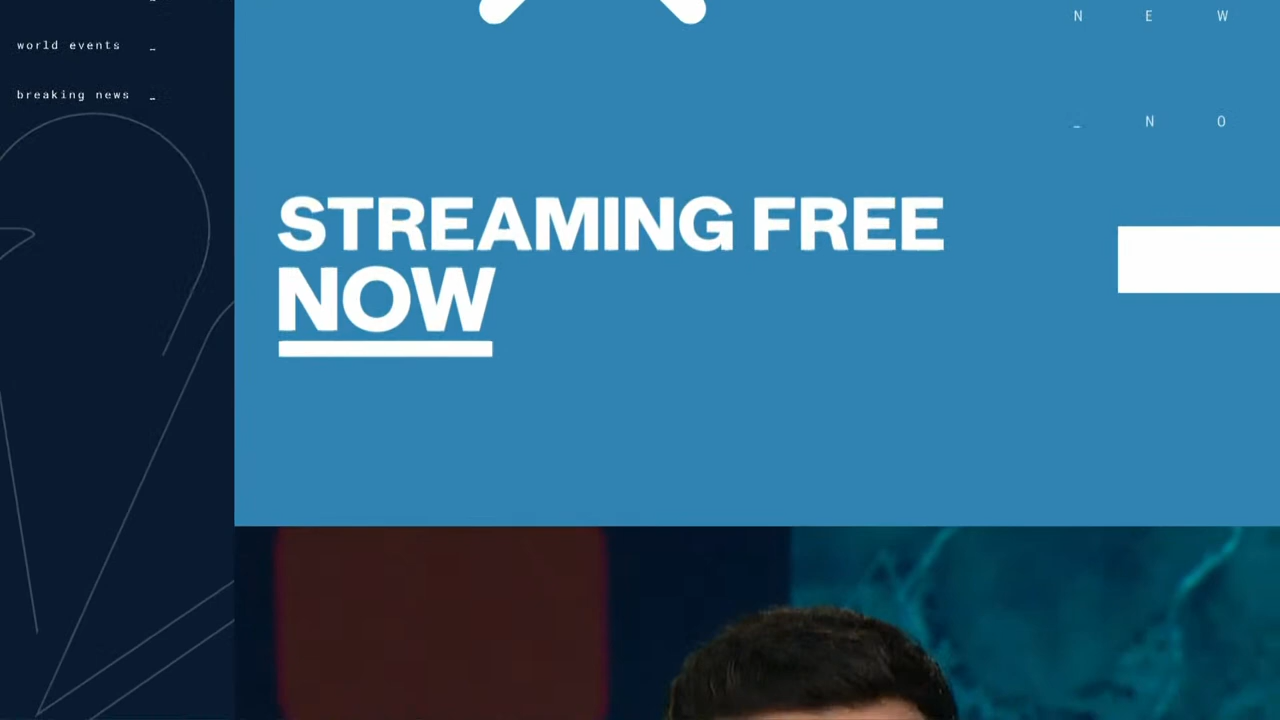 world events _
breaking news _
STREAMING FREE
NOW
N E W
_ N O